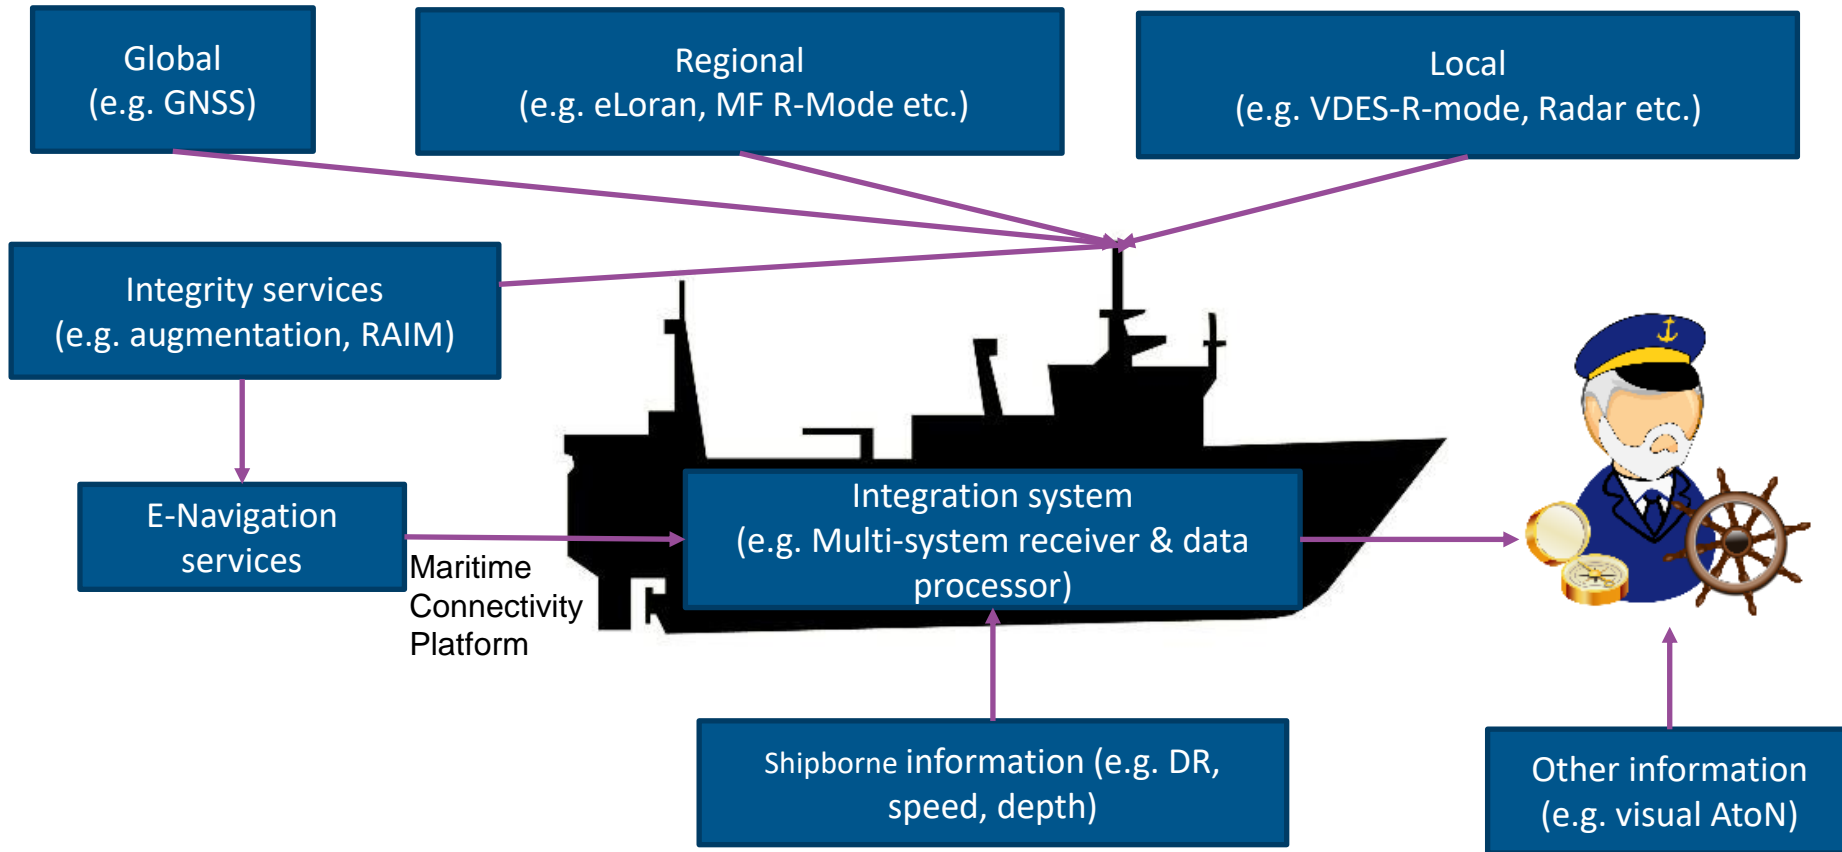 Global
(e.g. GNSS)
Regional
(e.g. eLoran, MF R-Mode etc.)
Local
(e.g. VDES-R-mode, Radar etc.)
Integrity services
(e.g. augmentation, RAIM)
E-Navigation
services
Maritime
Connectivity
Platform
Integration system
(e.g. Multi-system receiver & data
processor)
Shipborne information (e.g. DR,
speed, depth)
Other information
(e.g. visual AtoN)